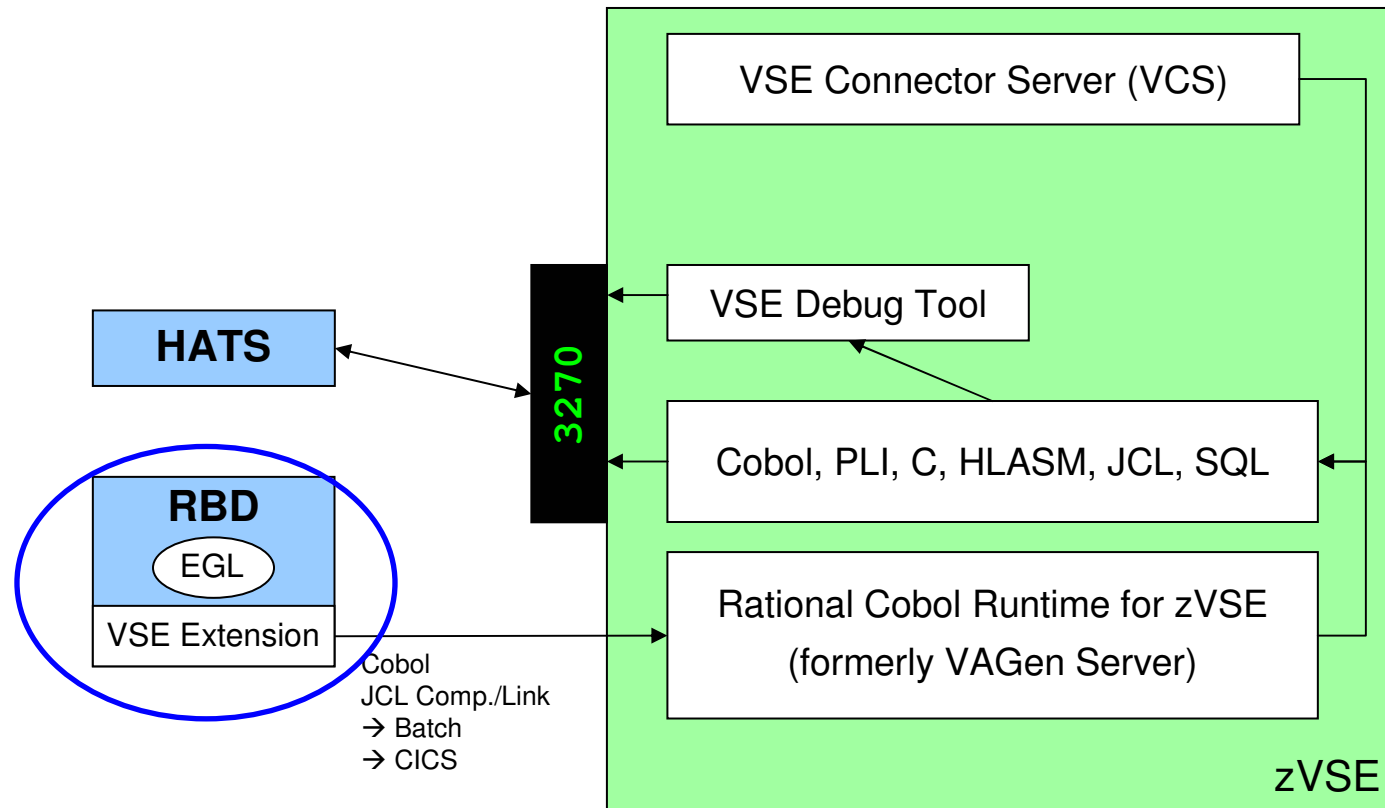 VSE Connector Server (VCS)
VSE Debug Tool
HATS
3270
Cobol, PLI, C, HLASM, JCL, SQL
RBD
EGL
VSE Extension
Rational Cobol Runtime for zVSE
(formerly VAGen Server)
Cobol
JCL Comp./Link
→ Batch
→ CICS
zVSE